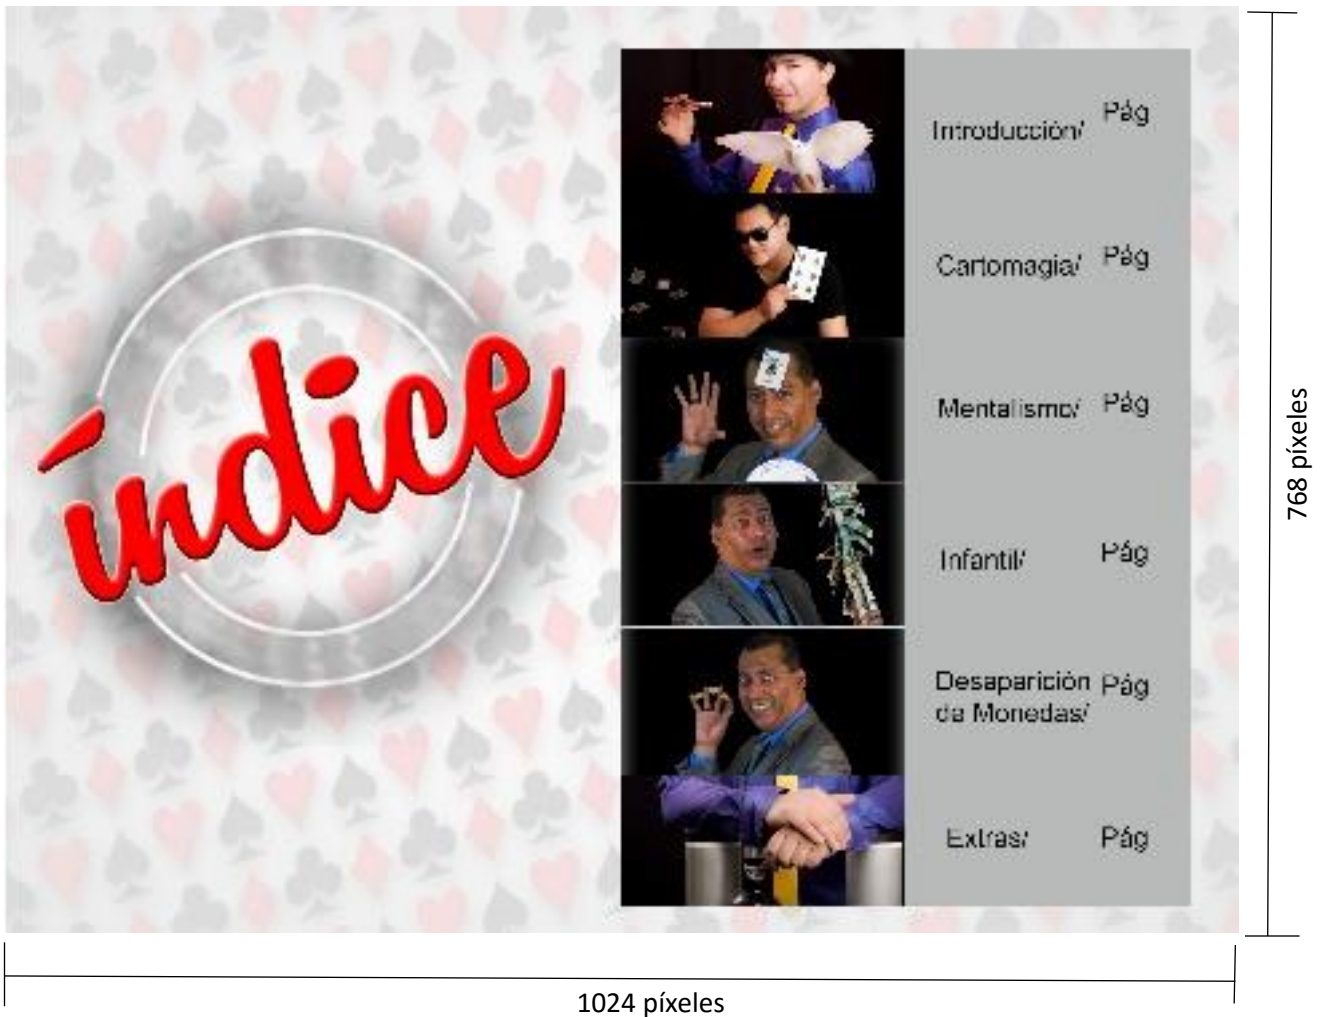 índice
Introducción/ Pág
Cartomagia/ Pág
Mentalismo/ Pág
Infantil/ Pág
Desaparición Pág
de Monedas/
Extras/ Pág
768 píxeles
1024 píxeles